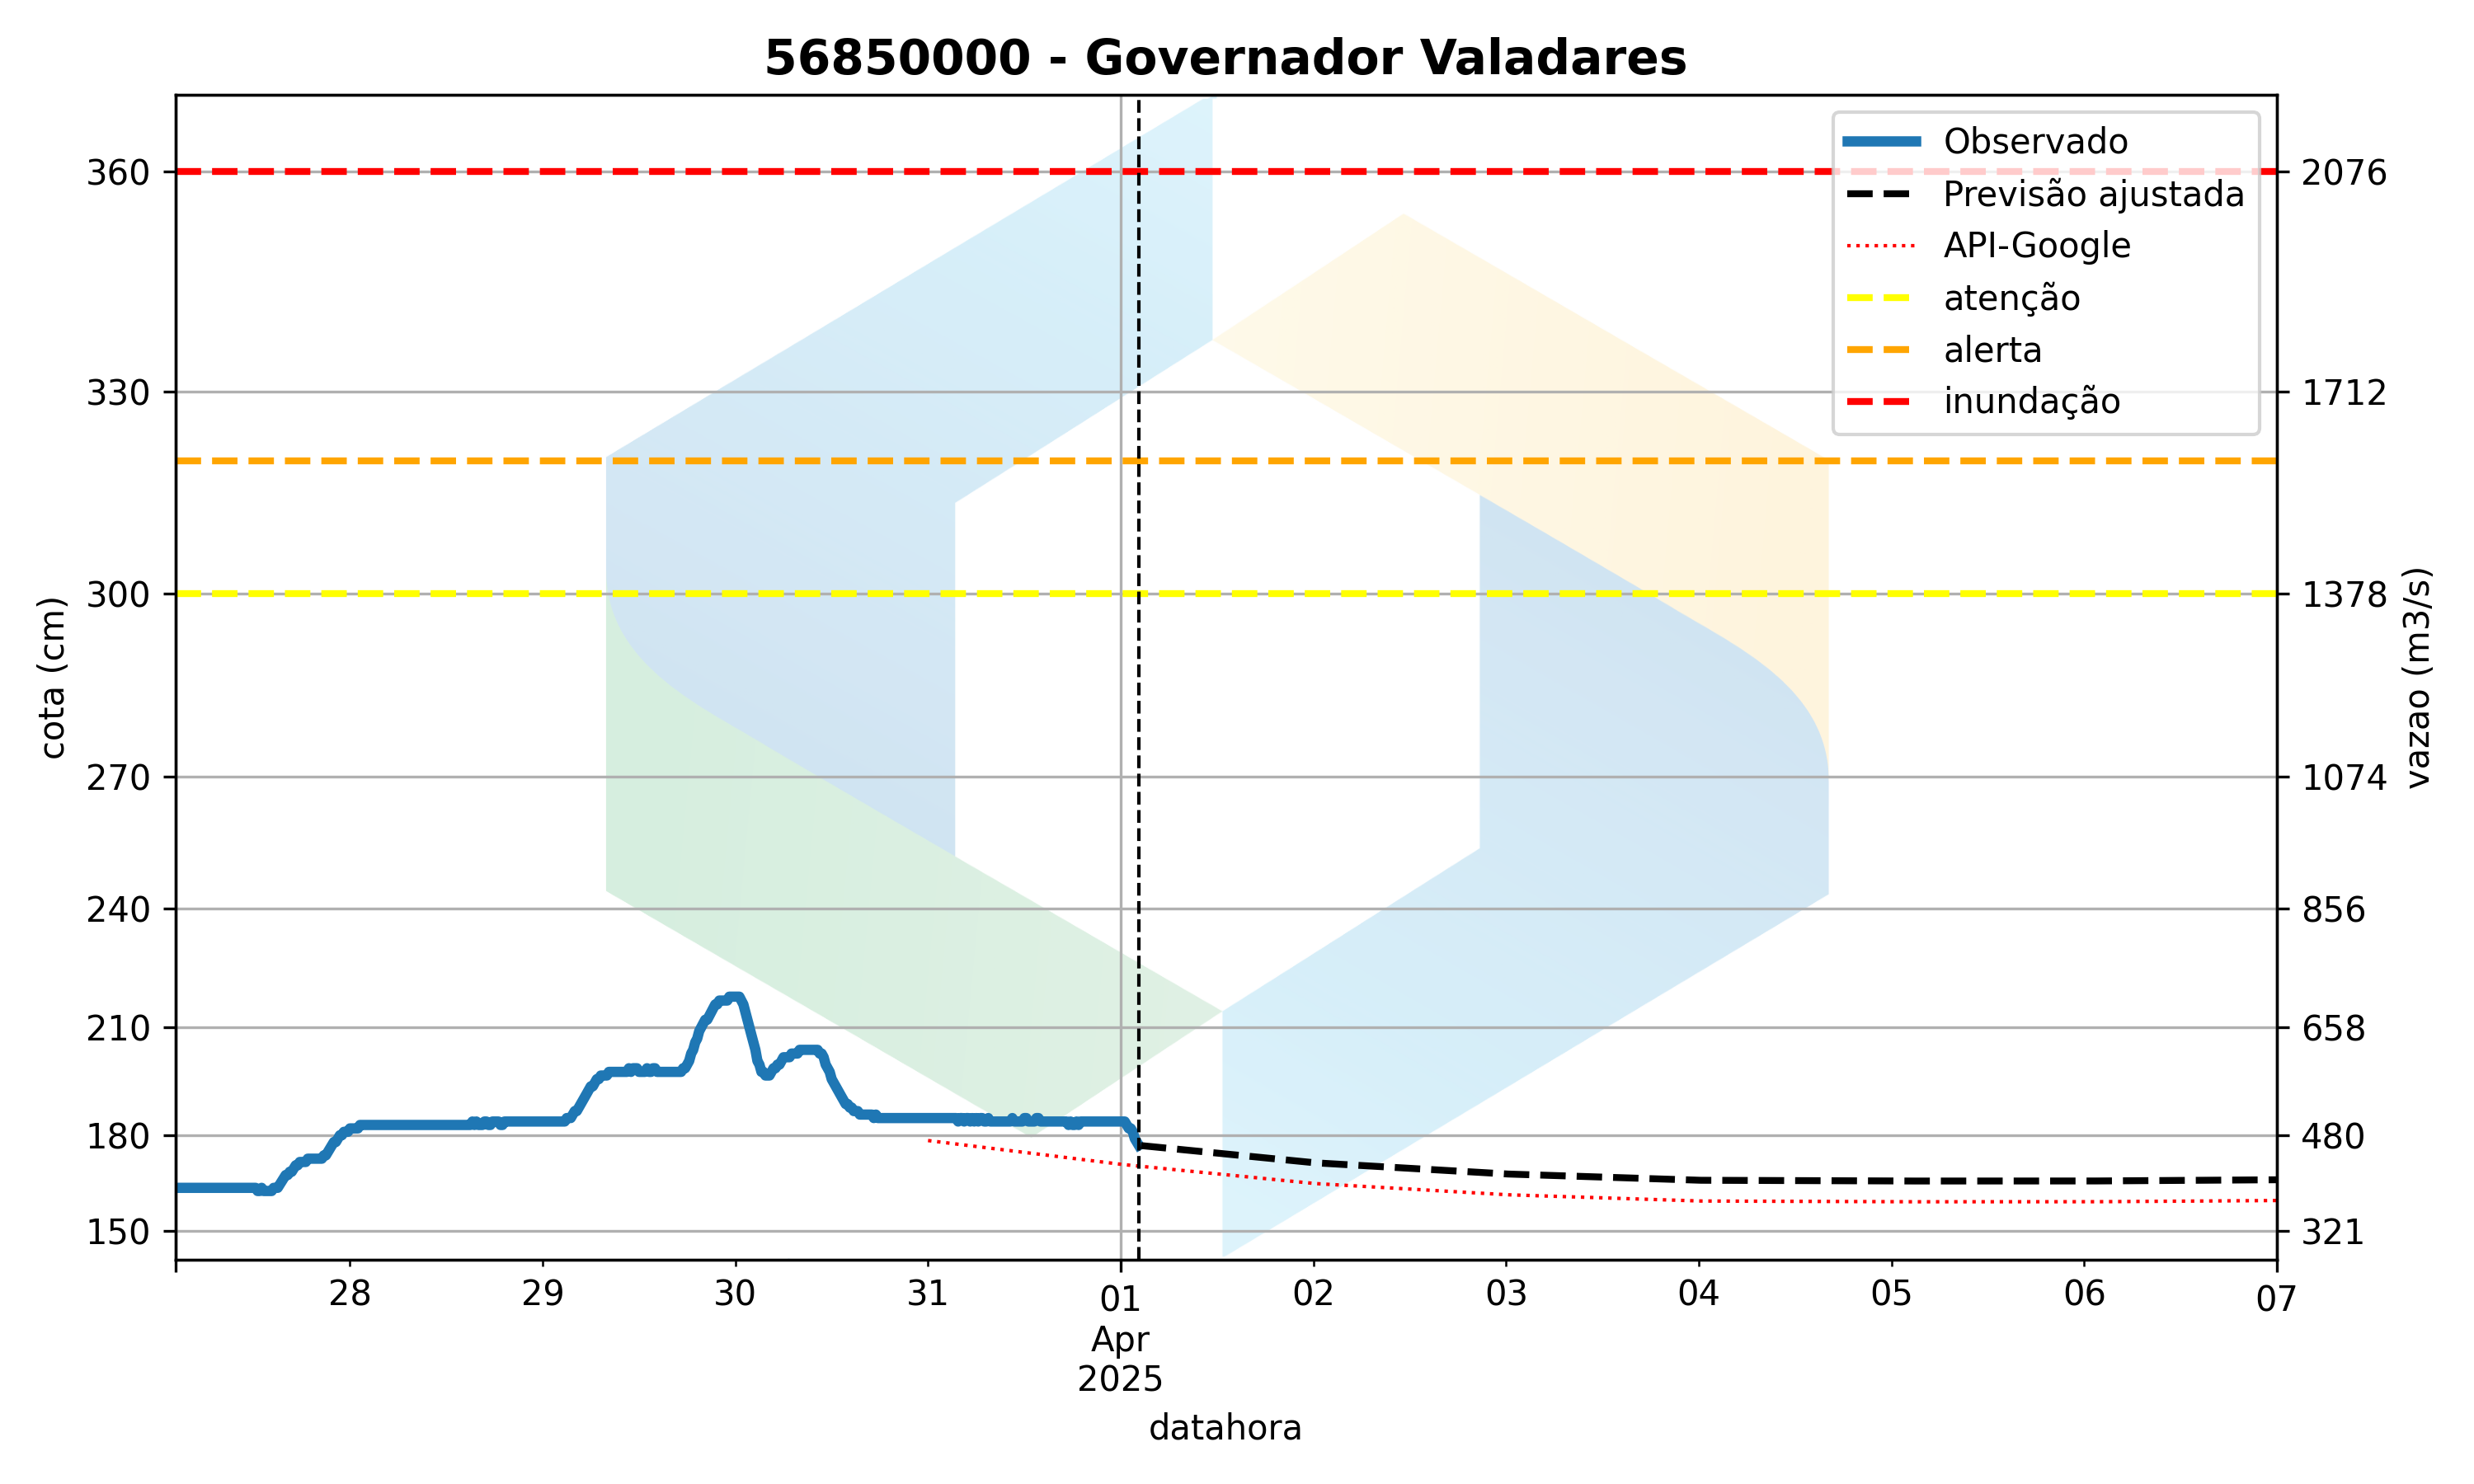 56850000 - Governador Valadares
Observado
Previsão ajustada
API-Google
atenção
alerta
inundação
360
330
300
270
240
210
180
150
cota (cm)
2076
1712
1378
1074
856
658
480
321
vazao (m3/s)
28 29 30 31 01 02 03 04 05 06 07
Apr
2025
datahora